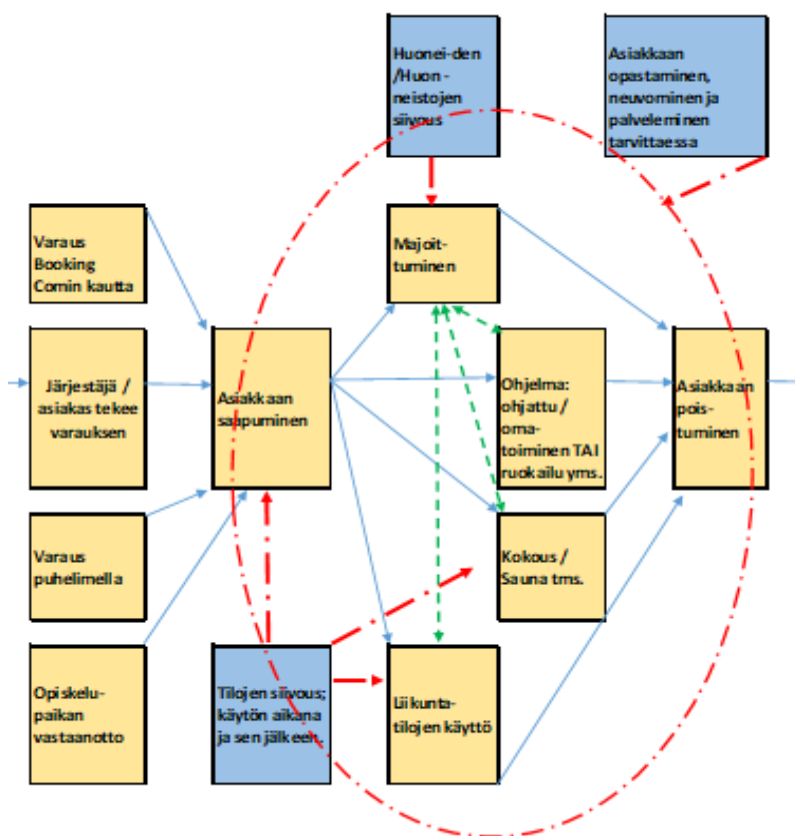 Huonei-den
/Huon-
neistojen
siivous
Asiakkaan
opastaminen,
neuvominen ja
palveleminen
tarvittaessa
Varaus
Booking
Comin kautta
Majoit-
tuminen
Järjestäjä /
asiakas tekee
varauksen
Asiakkaan
saapuminen
Ohjelma:
ohjattu /
oma-
toiminen TAI
ruokailu yms.
Asiakkaan
pois-
tuminen
Varaus
puhelimella
Kokous /
Sauna tms.
Opiskelu-
paikan
vastaanotto
Tilojen siivous;
käytön aikana
ja sen jälkeen.
Liikunta-
tilojen käyttö